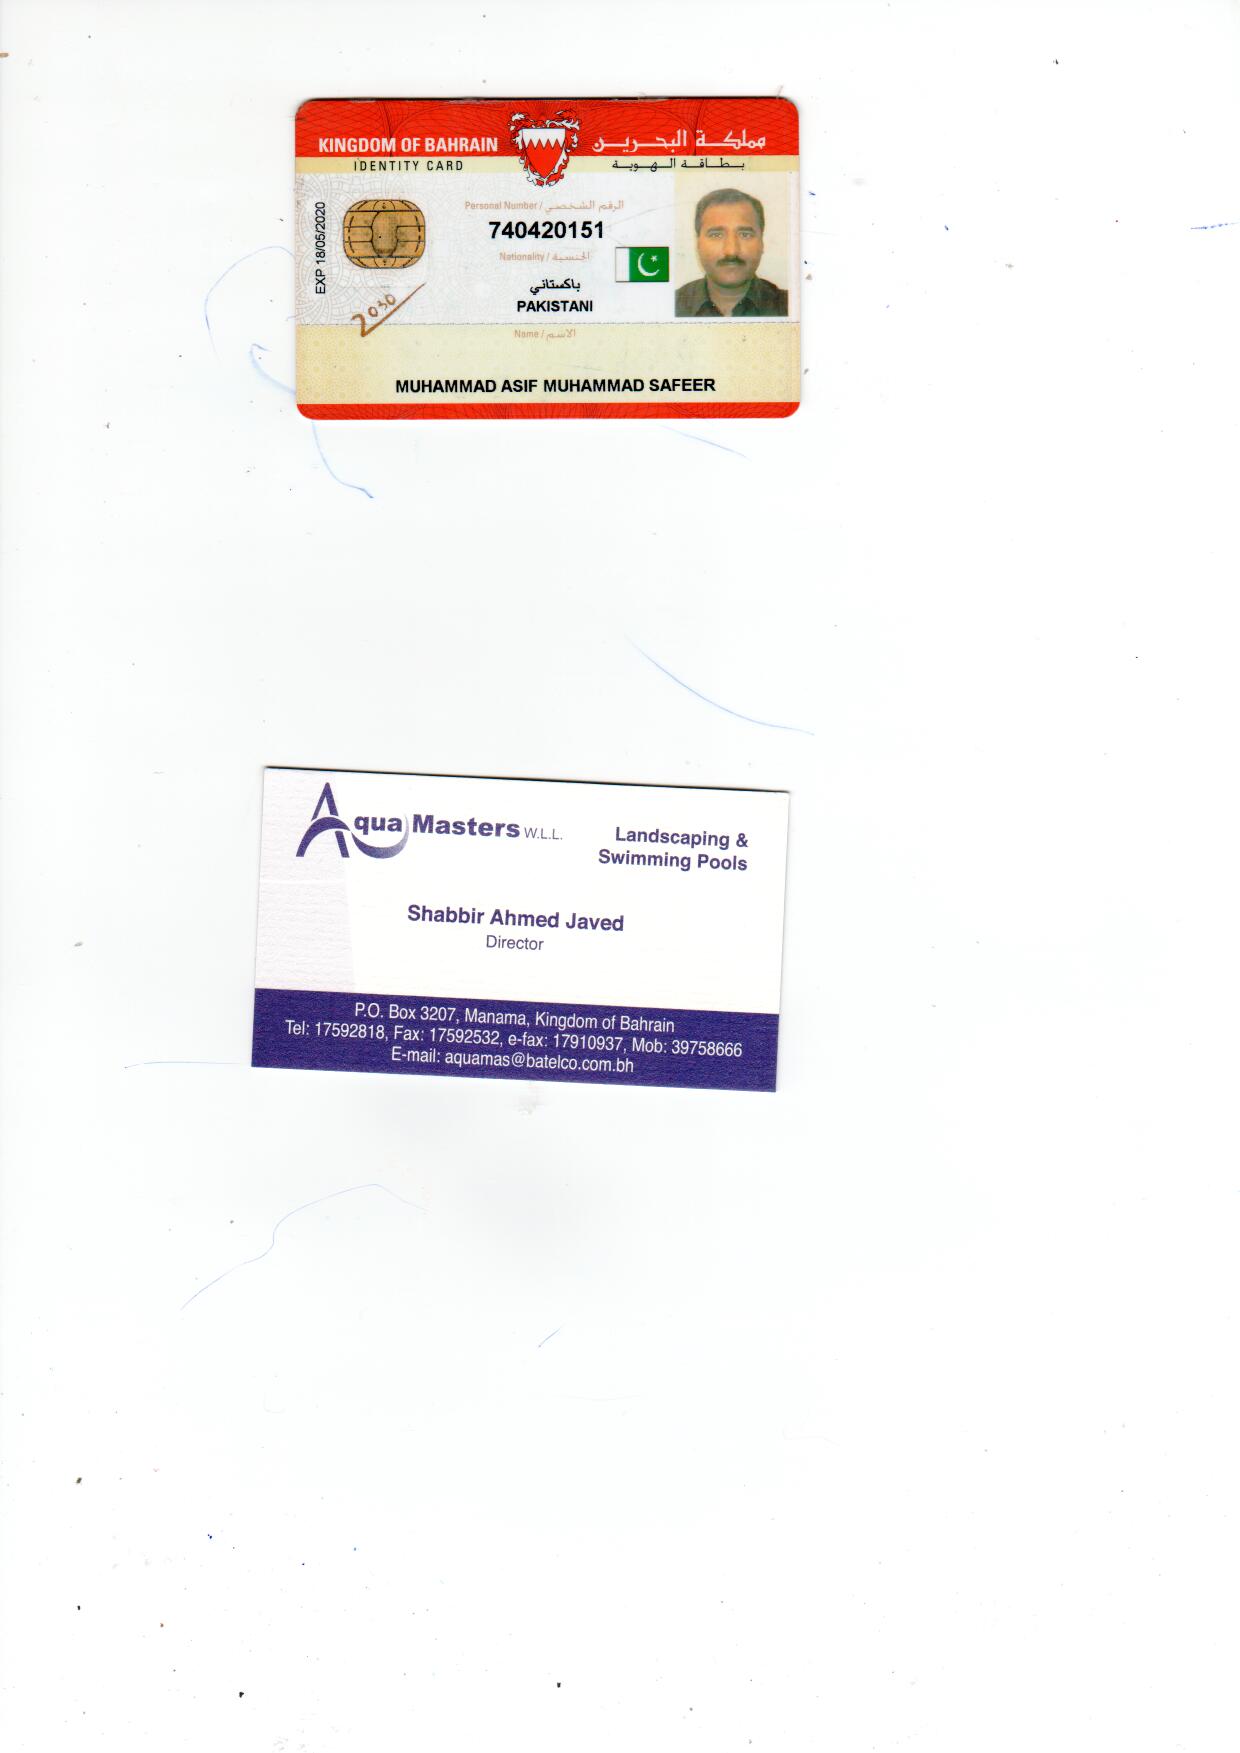 KINGDOM OF BAHRAIN مملكة البحرين
IDENTITY CARD بطاقة الهوية
EXP 18/05/2020
Personal Number / الرقم الشخصي
740420151
Nationality / الجنسية
باكستاني
PAKISTANI
2030
Name / الاسم
MUHAMMAD ASIF MUHAMMAD SAFEER
Aqua Masters W.L.L.
Landscaping &
Swimming Pools
Shabbir Ahmed Javed
Director
P.O. Box 3207, Manama, Kingdom of Bahrain
Tel: 17592818, Fax: 17592532, e-fax: 17910937, Mob: 39758666
E-mail: aquamas@batelco.com.bh